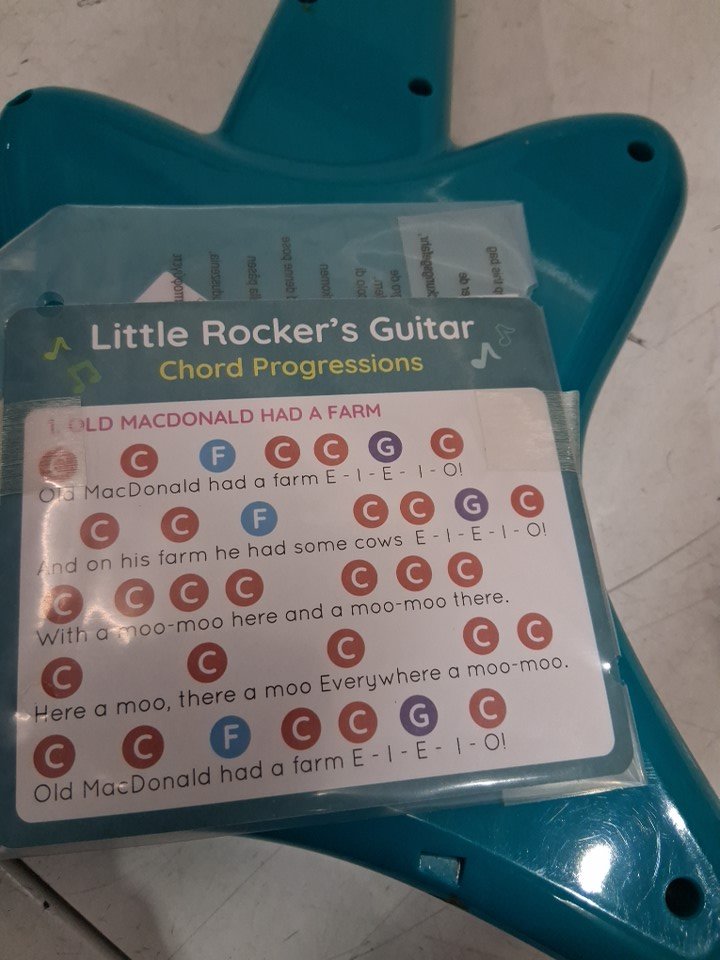 Little Rocker's Guitar
Chord Progressions
1. OLD MACDONALD HAD A FARM
C C F C C G C
Old MacDonald had a farm E - I - E - I - O!
C C F C C G C
And on his farm he had some cows E - I - E - I - O!
C C C C C C C
With a moo-moo here and a moo-moo there.
C C C C C
Here a moo, there a moo Everywhere a moo-moo.
C C F C C G C
Old MacDonald had a farm E - I - E - I - O!